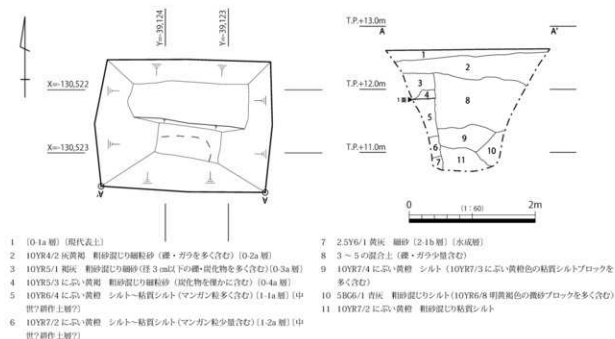 Y=-39,124
Y=-39,123
X=-130,522
X=-130,523
A'
A
T.P.+13.0m
A
A'
T.P.+12.0m
T.P.+11.0m
1
2
3
4
5
6
7
8
9
10
11
0
(1:60)
2m
1 [0-1a 層] [現代表土]
2 10YR4/2 灰黄褐 粗砂混じり細粒砂(礫・ガラを多く含む) [0-2a 層]
3 10YR5/1 褐灰 粗砂混じり細砂(径3㎝以下の礫・炭化物を多く含む) [0-3a 層]
4 10YR5/3 にぶい黄褐 粗砂混じり細粒砂(炭化物を僅かに含む) [0-4a 層]
5 10YR6/4 にぶい黄橙 シルト~粘質シルト(マンガン粒多く含む) [1-1a 層] [中
世?耕作土層?]
6 10YR7/2 にぶい黄橙 シルト~粘質シルト(マンガン粒少量含む) [1-2a 層] [中
世?耕作土層?]
7 2.5Y6/1 黄灰 細砂 [2-1b 層] [水成層]
8 3~5の混合土(礫・ガラ少量含む)
9 10YR7/4 にぶい黄橙 シルト(10YR7/3 にぶい黄橙色の粘質シルトブロックを
多く含む)
10 5BG6/1 青灰 粗砂混じりシルト(10YR6/8 明黄褐色の微砂ブロックを多く含む)
11 10YR7/2 にぶい黄橙 粗砂混じり粘質シルト